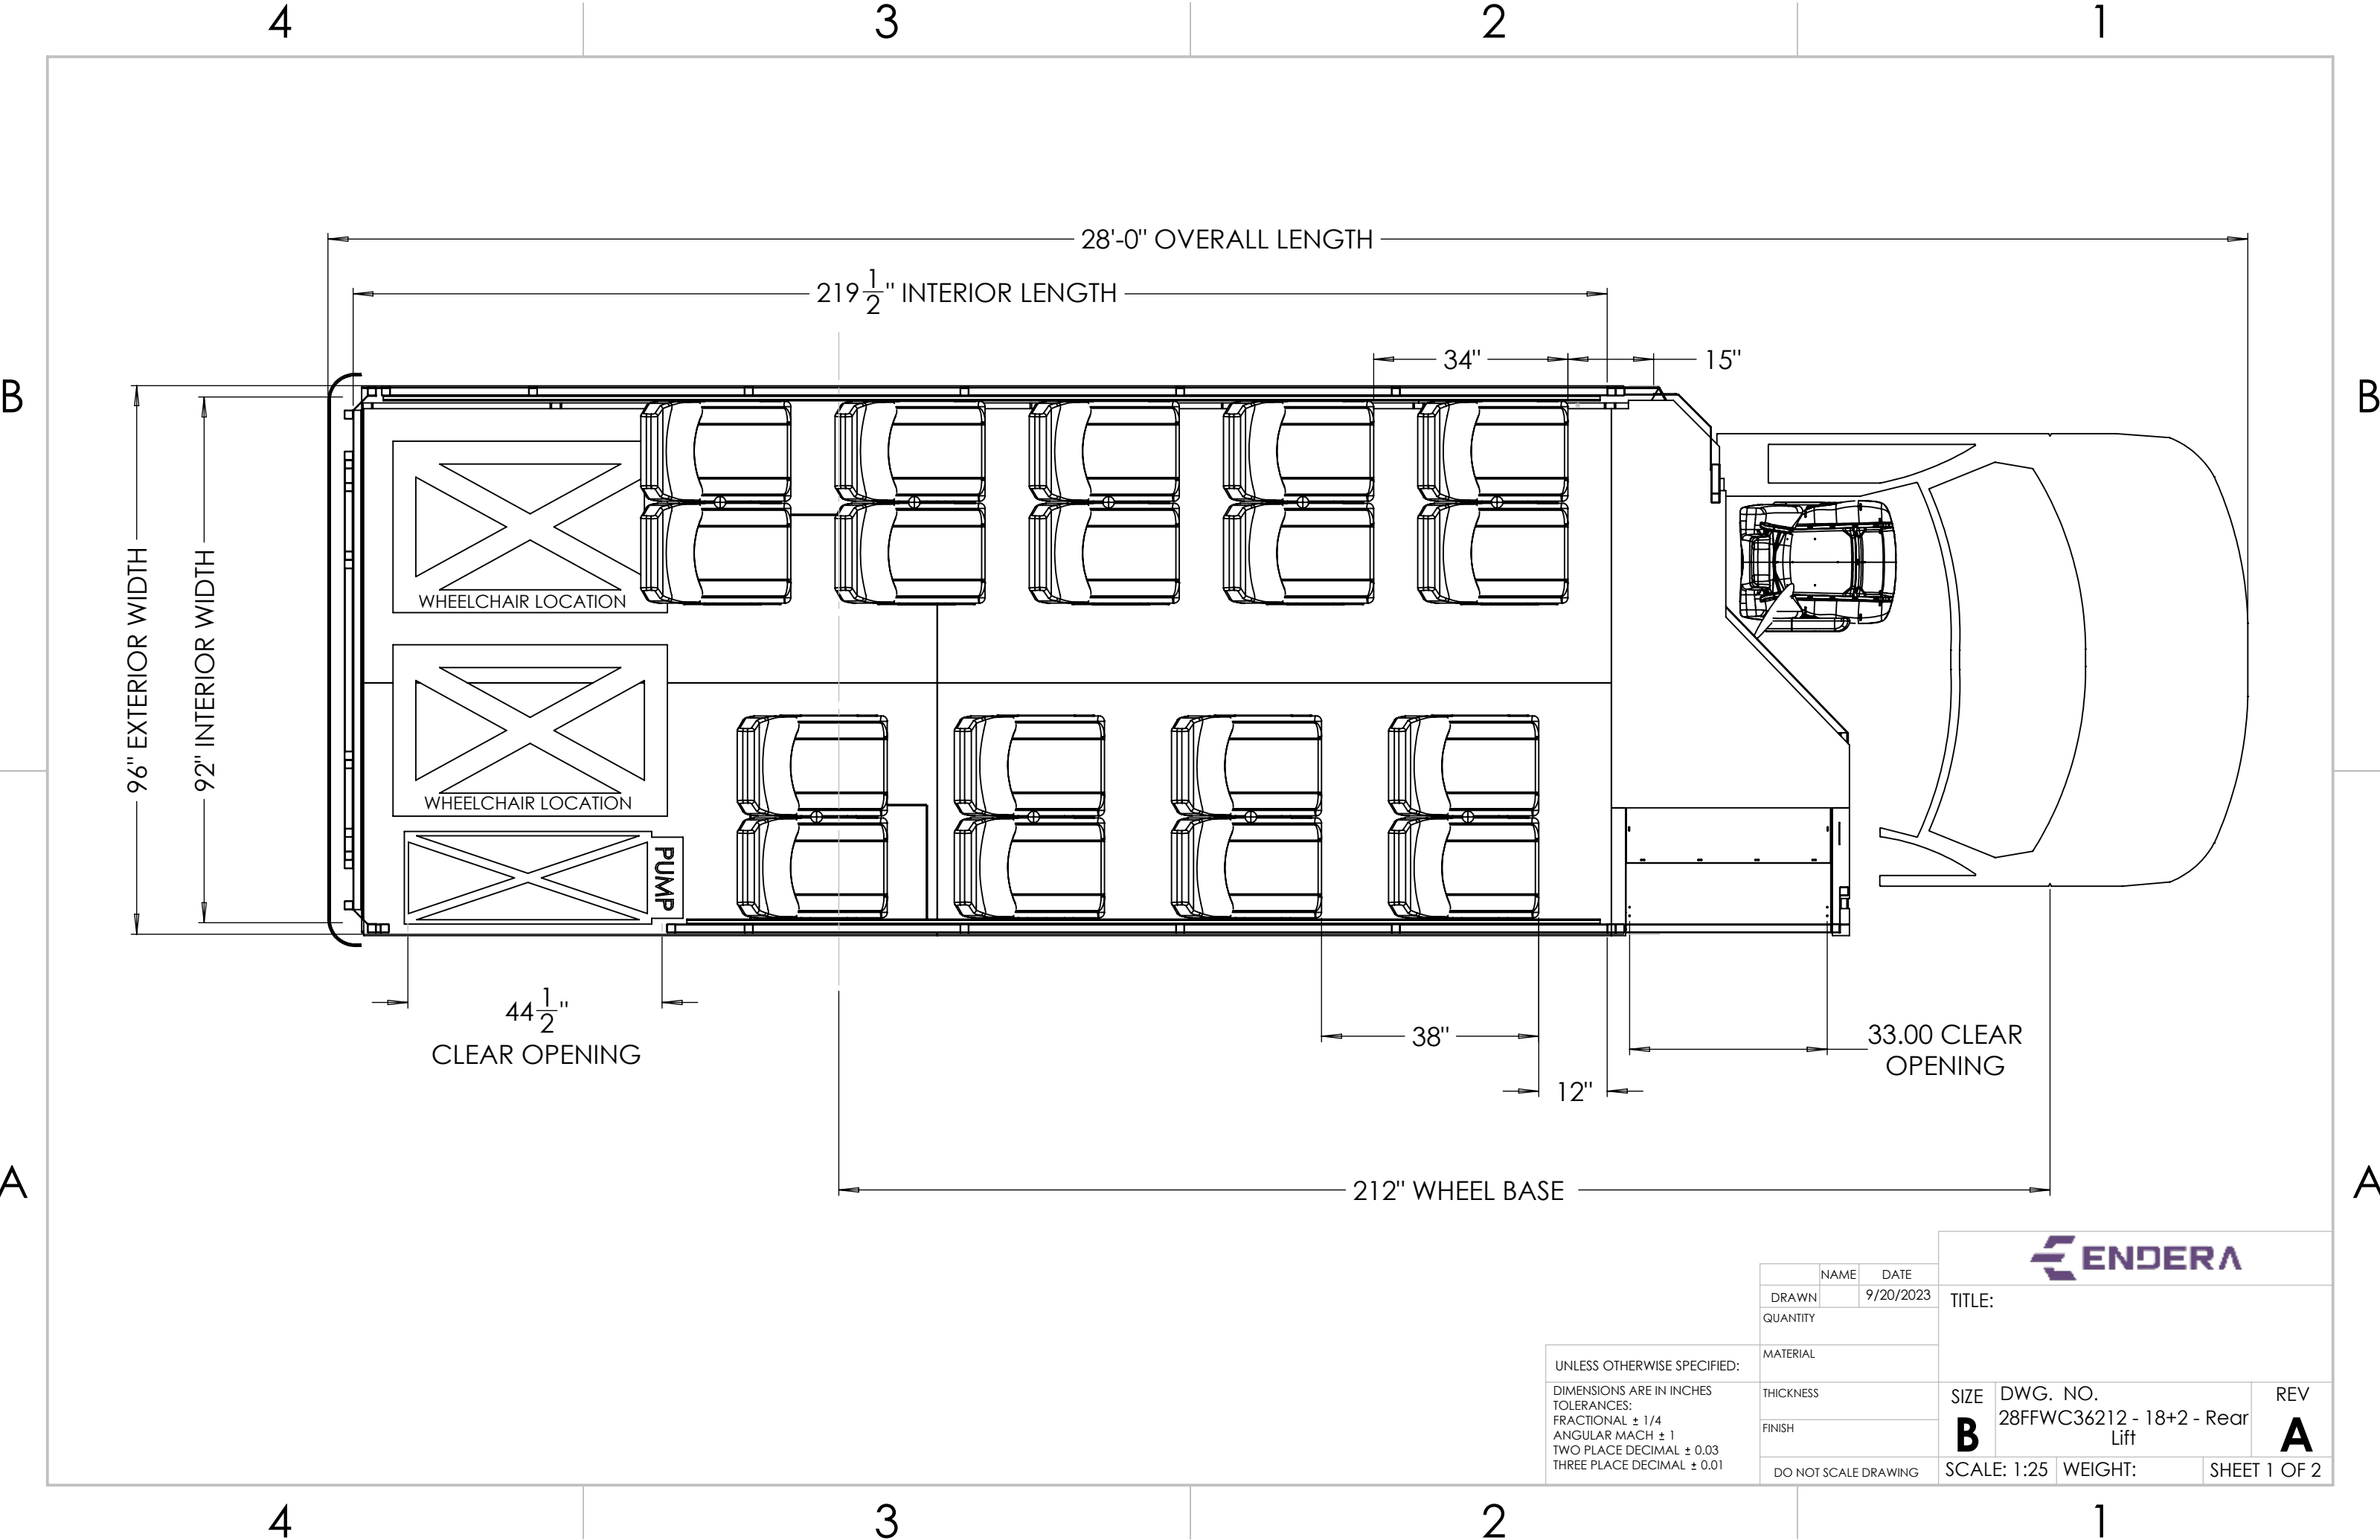 4 3 2 1
28'-0" OVERALL LENGTH
219 1/2" INTERIOR LENGTH
34" 15"
B B
96" EXTERIOR WIDTH
92" INTERIOR WIDTH
WHEELCHAIR LOCATION
WHEELCHAIR LOCATION
PUMP
44 1/2"
CLEAR OPENING
38"
33.00 CLEAR
OPENING
12"
A A
212" WHEEL BASE
ENDERA
NAME DATE
DRAWN 9/20/2023
TITLE:
QUANTITY
MATERIAL
UNLESS OTHERWISE SPECIFIED:
DIMENSIONS ARE IN INCHES
TOLERANCES:
FRACTIONAL ± 1/4
ANGULAR MACH ± 1
TWO PLACE DECIMAL ± 0.03
THREE PLACE DECIMAL ± 0.01
THICKNESS
FINISH
DO NOT SCALE DRAWING
SIZE
B
DWG. NO.
28FFWC36212 - 18+2 - Rear
Lift
REV
A
SCALE: 1:25 WEIGHT: SHEET 1 OF 2
4 3 2 1